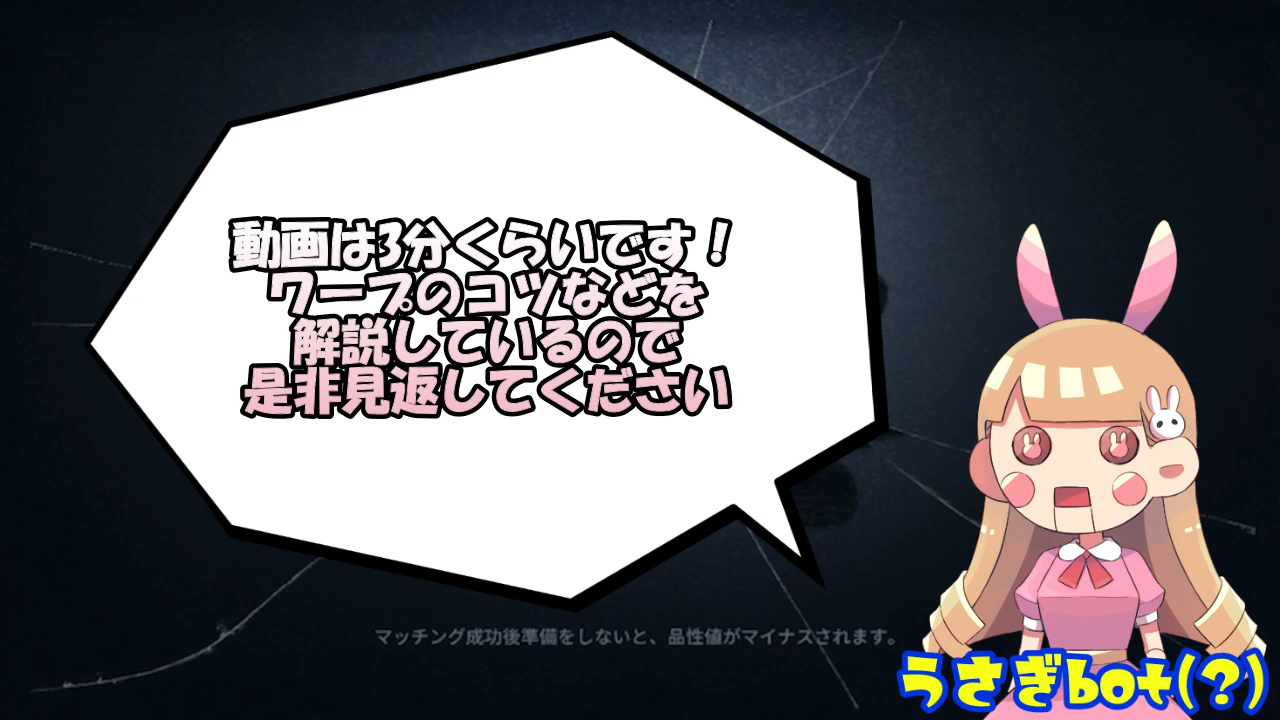 動画は3分くらいです！
ワープのコツなどを
解説しているので
是非見返してください
マッチング成功後準備をしないと、品性値がマイナスされます。
うさぎbot(?)